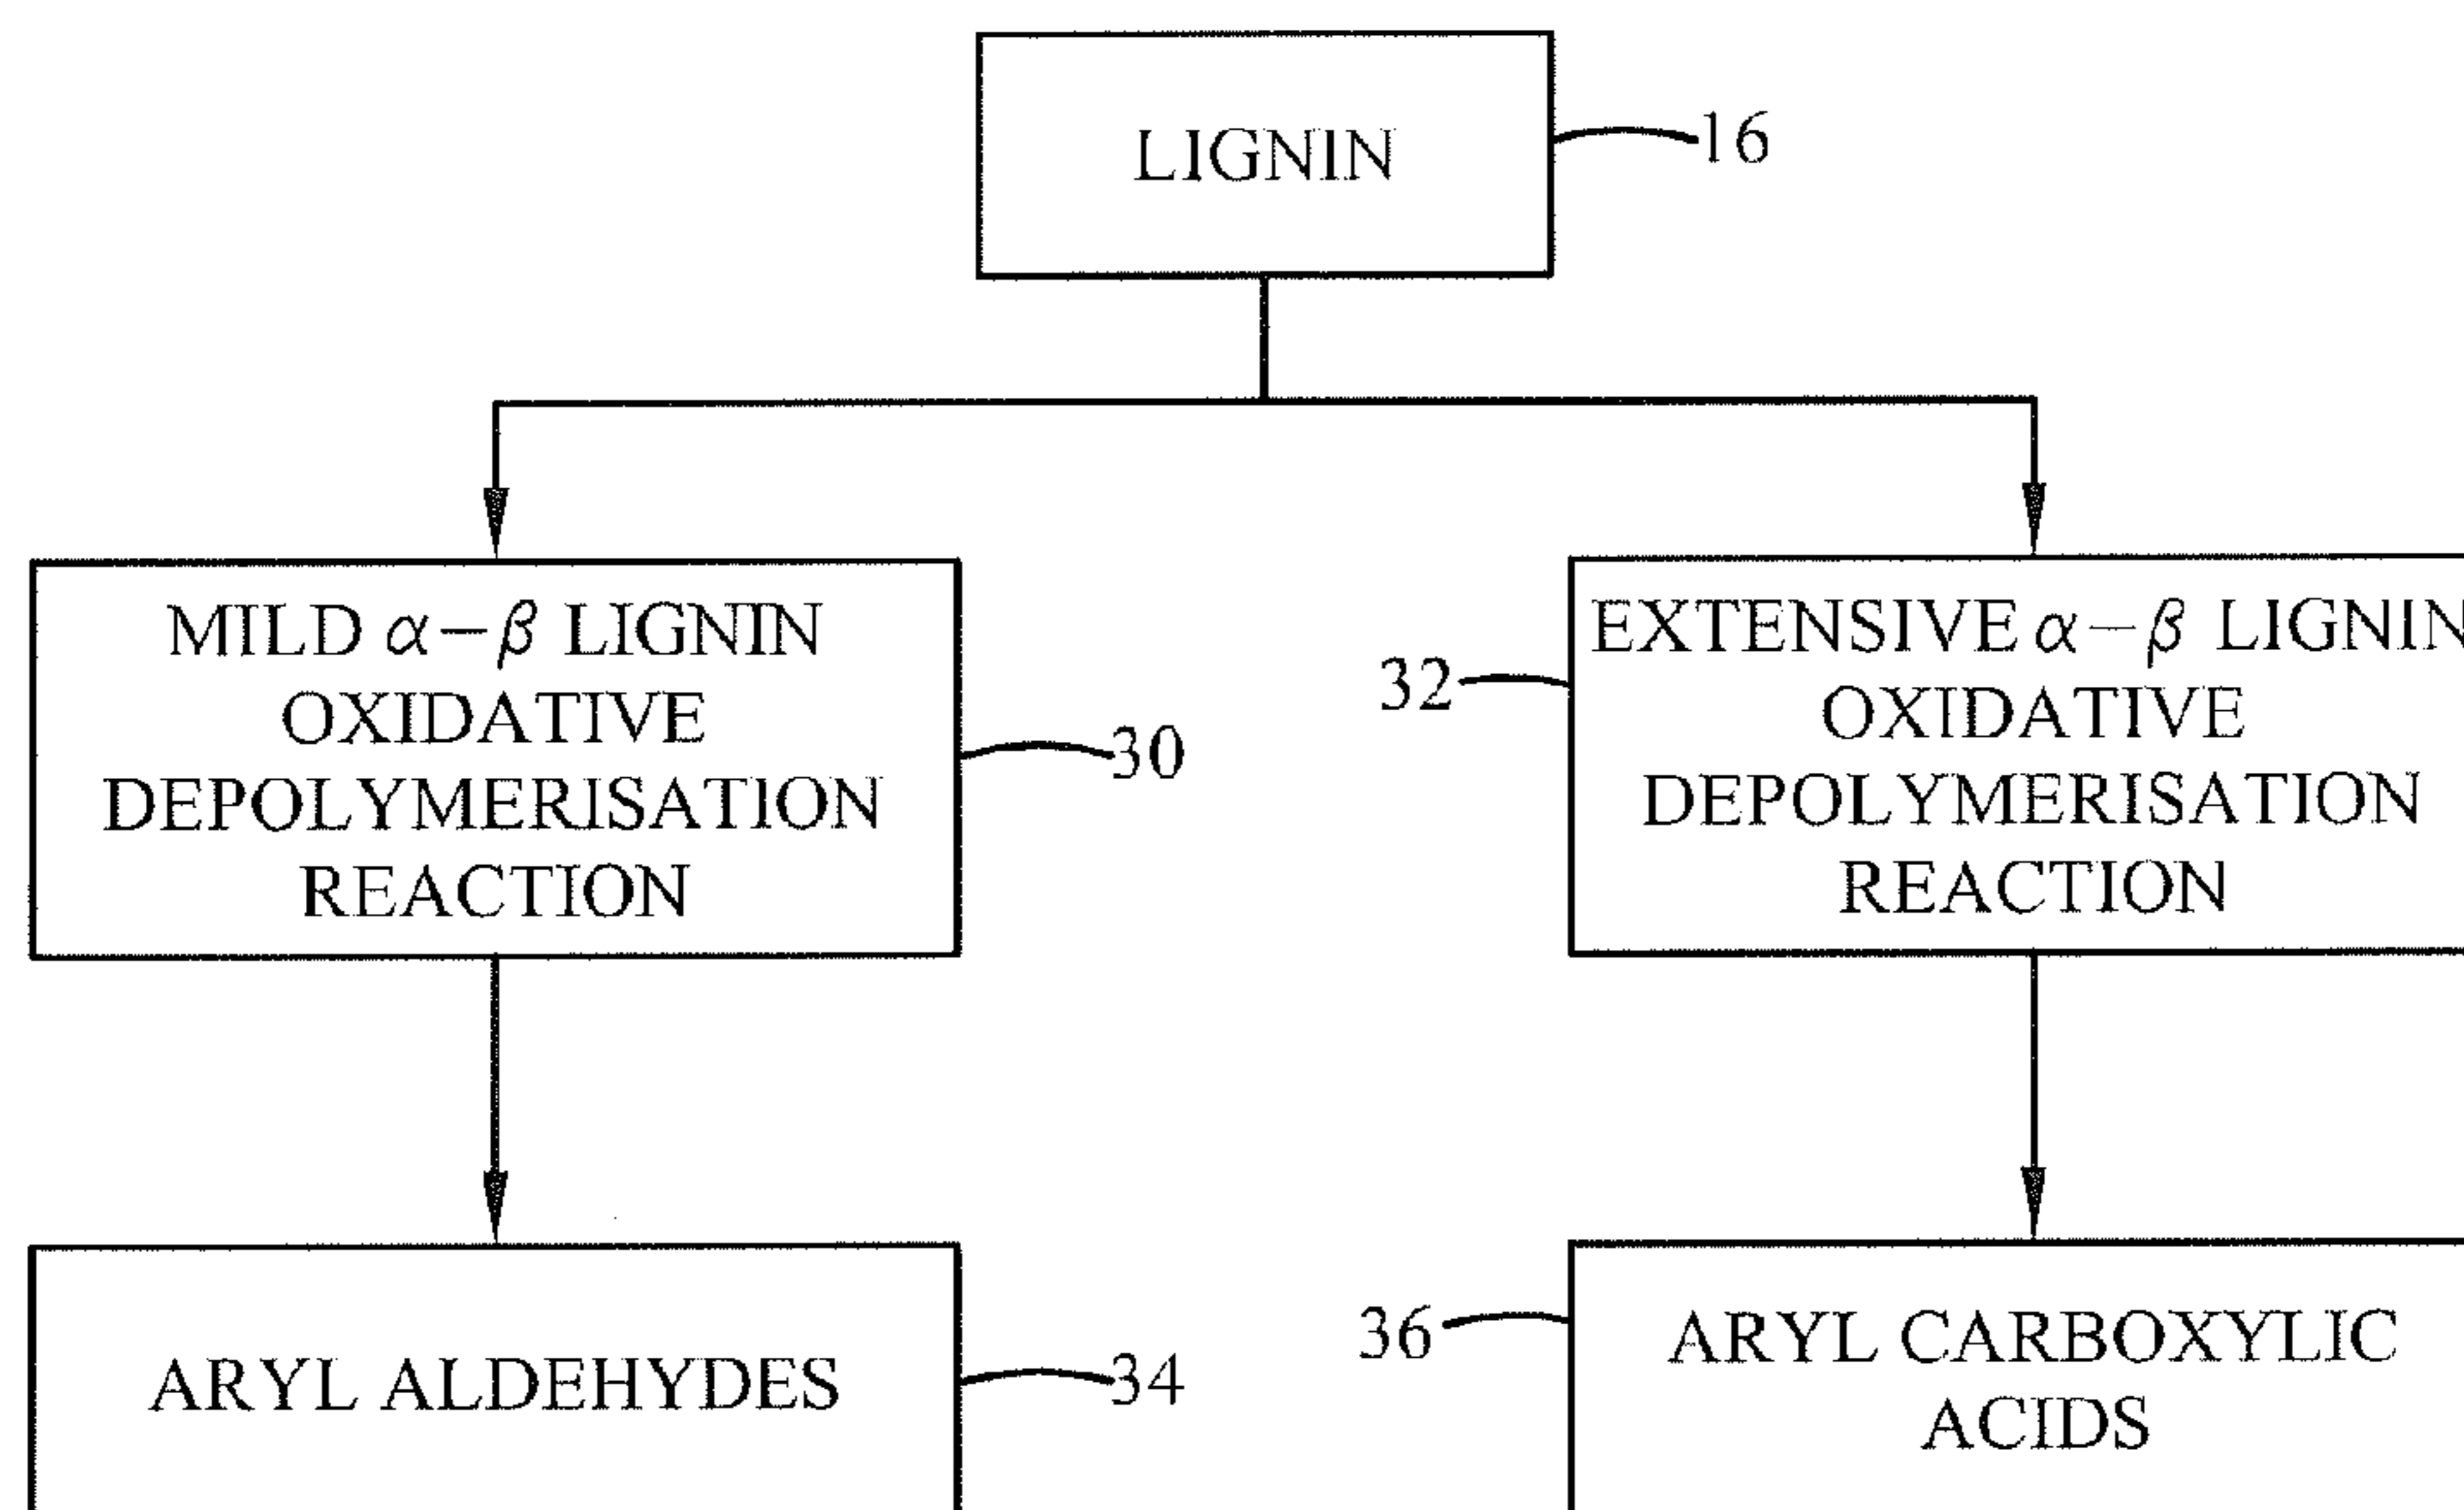 LIGNIN
16
MILD α–β LIGNIN
OXIDATIVE
DEPOLYMERISATION
REACTION
30
32
EXTENSIVE α–β LIGNIN
OXIDATIVE
DEPOLYMERISATION
REACTION
ARYL ALDEHYDES
34
36
ARYL CARBOXYLIC
ACIDS